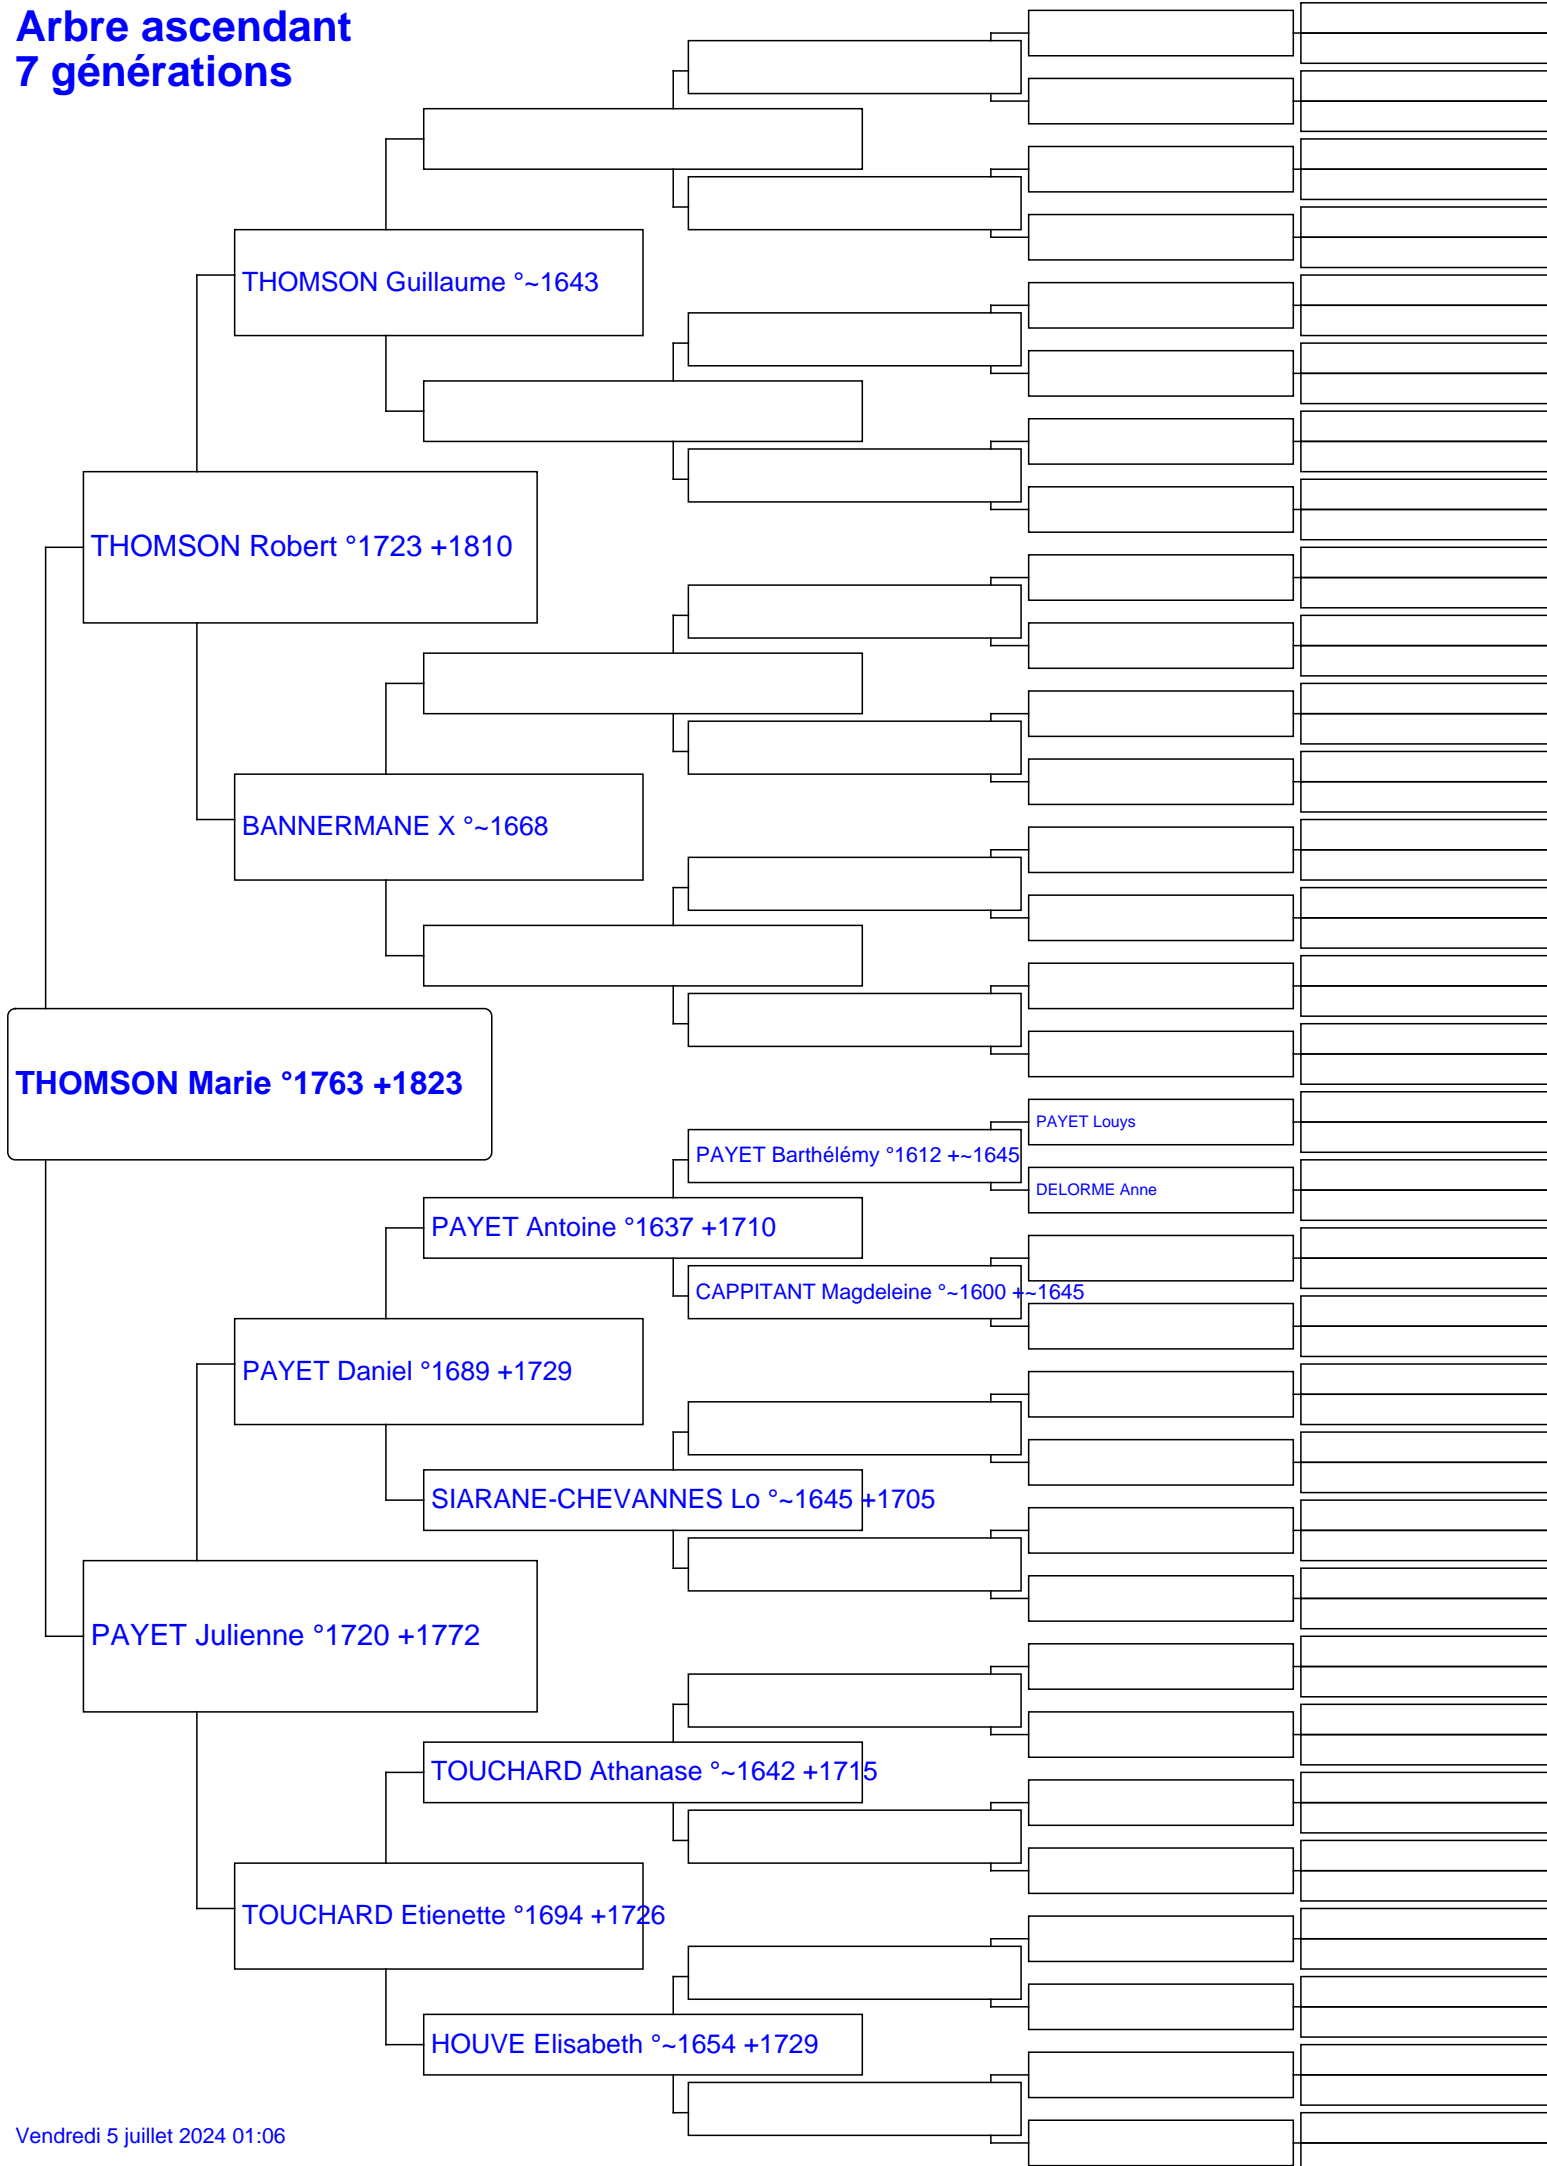 Arbre ascendant
7 générations
THOMSON Guillaume °~1643
THOMSON Robert °1723 +1810
BANNERMANE X °~1668
THOMSON Marie °1763 +1823
PAYET Louys
PAYET Barthélémy °1612 +~1645
DELORME Anne
PAYET Antoine °1637 +1710
CAPPITANT Magdeleine °~1600 +~1645
PAYET Daniel °1689 +1729
SIARANE-CHEVANNES Lo °~1645 +1705
PAYET Julienne °1720 +1772
TOUCHARD Athanase °~1642 +1715
TOUCHARD Etienette °1694 +1726
HOUVE Elisabeth °~1654 +1729
Vendredi 5 juillet 2024 01:06